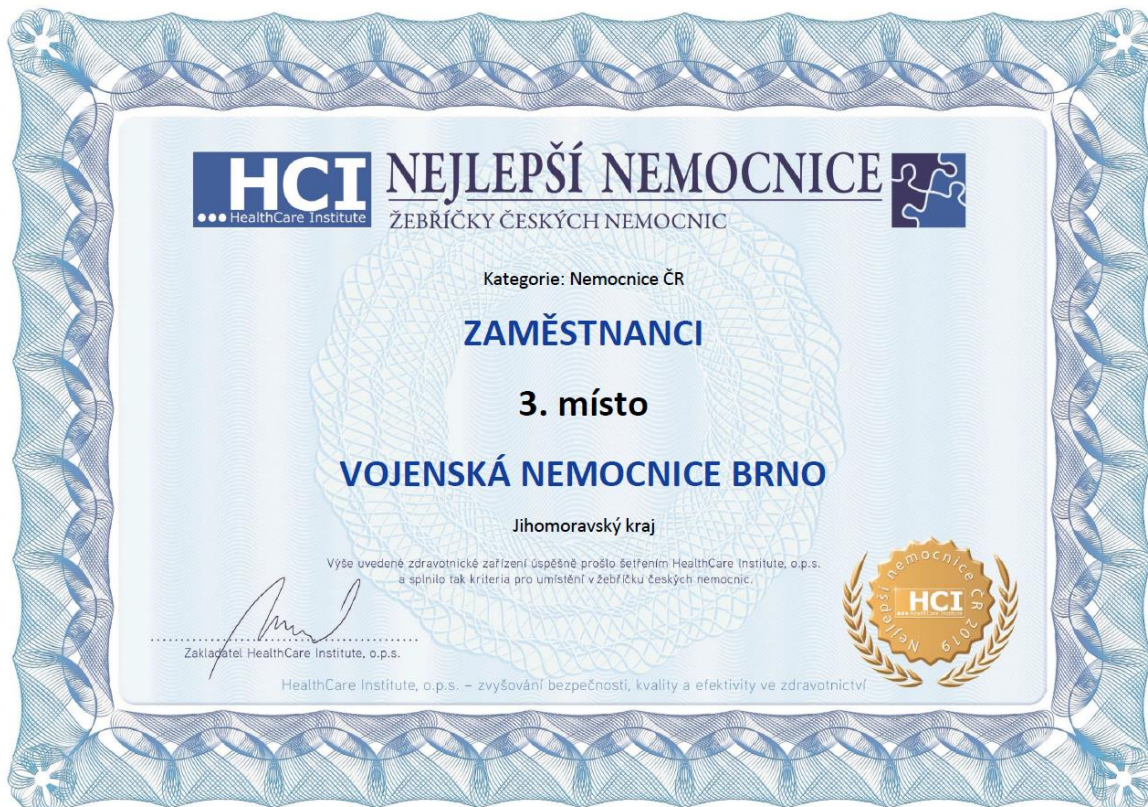 HCI
HealthCare Institute
NEJLEPŠÍ NEMOCNICE
ŽEBŘÍČKY ČESKÝCH NEMOCNIC
Kategorie: Nemocnice ČR
ZAMĚSTNANCI
3. místo
VOJENSKÁ NEMOCNICE BRNO
Jihomoravský kraj
Výše uvedené zdravotnické zařízení úspěšně prošlo šetřením HealthCare Institute, o.p.s.
a splnilo tak kriteria pro umístění v žebříčku českých nemocnic.
Zakladatel HealthCare Institute, o.p.s.
Nejlepší nemocnice ČR 2019
HCI
HealthCare Institute
HealthCare Institute, o.p.s. – zvyšování bezpečnosti, kvality a efektivity ve zdravotnictví